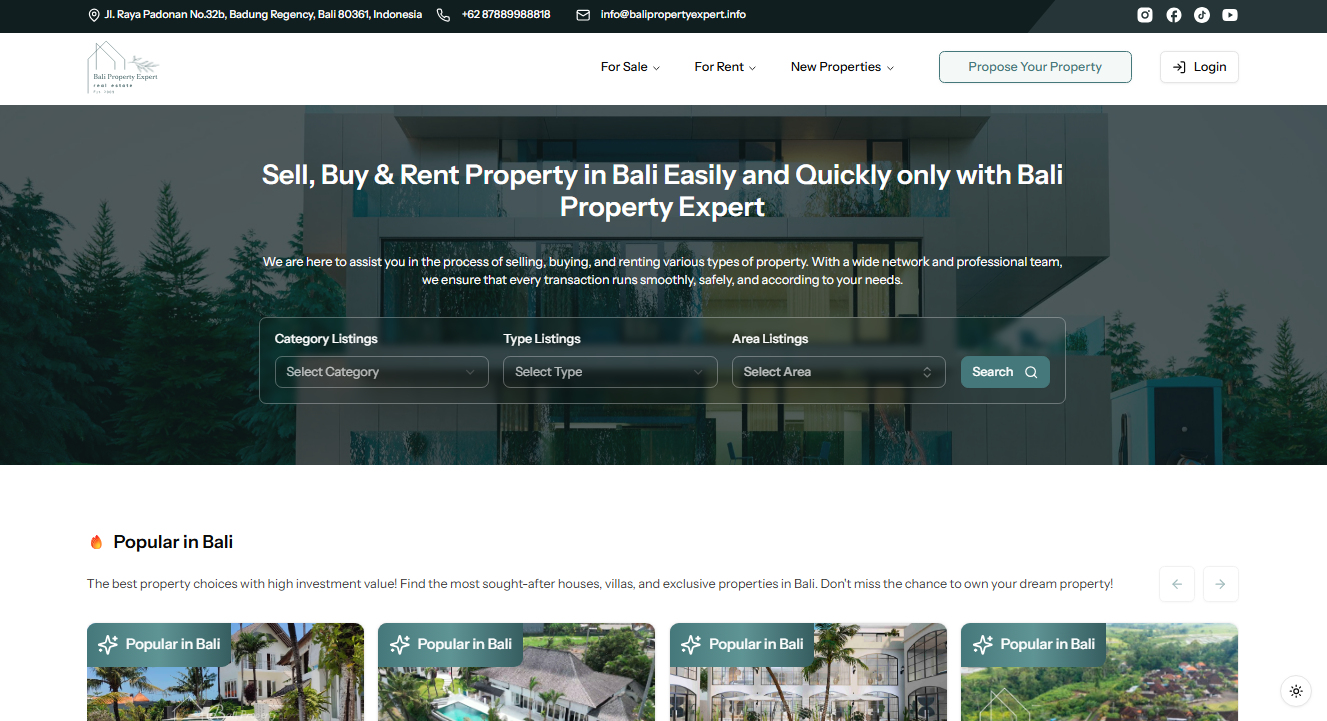 Jl. Raya Padonan No.32b, Badung Regency, Bali 80361, Indonesia
+62 87889988818
info@balipropertyexpert.info
Bali Property Expert
real estate
For Sale
For Rent
New Properties
Propose Your Property
Login
Sell, Buy & Rent Property in Bali Easily and Quickly only with Bali
Property Expert
We are here to assist you in the process of selling, buying, and renting various types of property. With a wide network and professional team,
we ensure that every transaction runs smoothly, safely, and according to your needs.
Category Listings
Type Listings
Area Listings
Select Category
Select Type
Select Area
Search
Popular in Bali
The best property choices with high investment value! Find the most sought-after houses, villas, and exclusive properties in Bali. Don't miss the chance to own your dream property!
Popular in Bali
Popular in Bali
Popular in Bali
Popular in Bali